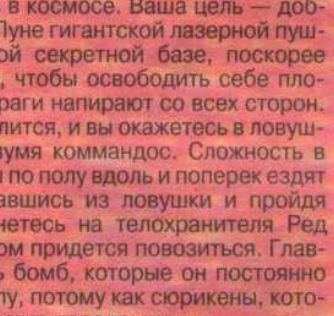 в космосе. Ваша цель — доб-
Луне гигантской лазерной пуш-
ой секретной базе, поскорее
, чтобы освободить себе пло-
раги напирают со всех сторон.
лится, и вы окажетесь в ловуш-
вумя коммандос. Сложность в
по полу вдоль и поперек ездят
авшись из ловушки и пройдя
нетесь на телохранителя Ред
ом придется повозиться. Глав-
ь бомб, которые он постоянно
лу, потому как сюрикены, кото-